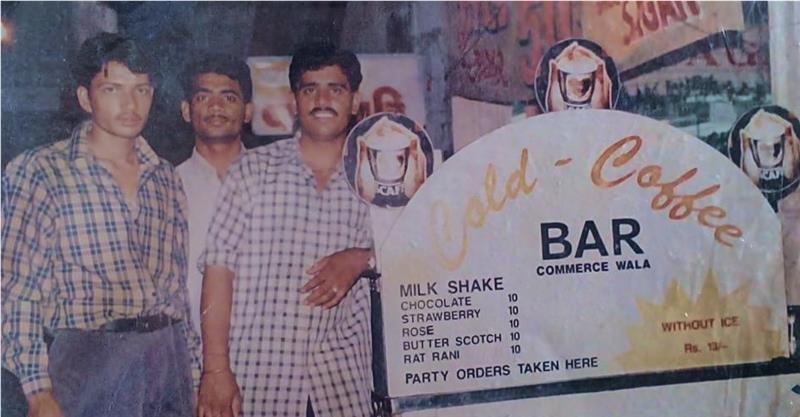 Cold - Coffee
BAR
COMMERCE WALA
MILK SHAKE
CHOCOLATE 10
STRAWBERRY 10
ROSE 10
BUTTER SCOTCH 10
RAT RANI 10
PARTY ORDERS TAKEN HERE
WITHOUT ICE
Rs. 13/-